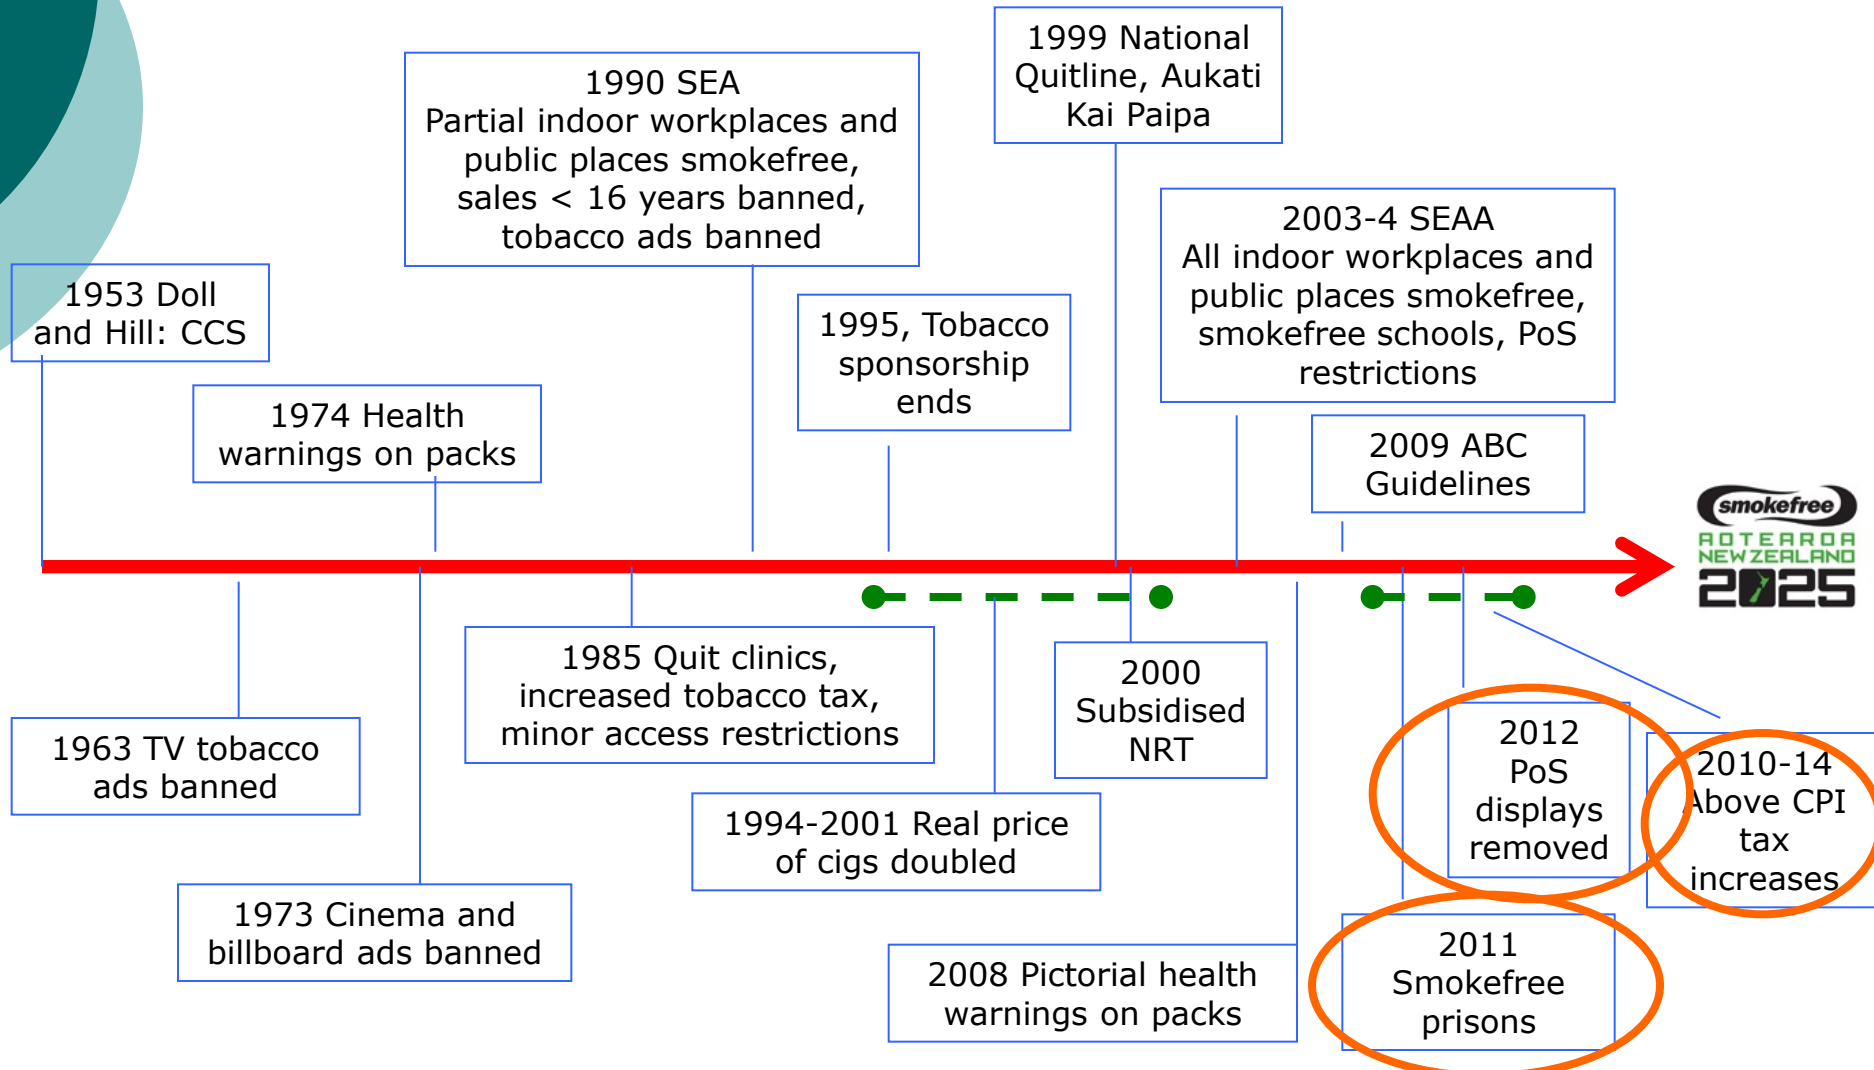 1953 Doll
and Hill: CCS
1974 Health
warnings on packs
1990 SEA
Partial indoor workplaces and
public places smokefree,
sales < 16 years banned,
tobacco ads banned
1995, Tobacco
sponsorship
ends
1999 National
Quitline, Aukati
Kai Paipa
2003-4 SEAA
All indoor workplaces and
public places smokefree,
smokefree schools, PoS
restrictions
2009 ABC
Guidelines
smokefree
AOTEAROA
NEW ZEALAND
2025
1963 TV tobacco
ads banned
1973 Cinema and
billboard ads banned
1985 Quit clinics,
increased tobacco tax,
minor access restrictions
1994-2001 Real price
of cigs doubled
2000
Subsidised
NRT
2008 Pictorial health
warnings on packs
2011
Smokefree
prisons
2012
PoS
displays
removed
2010-14
Above CPI
tax
increases